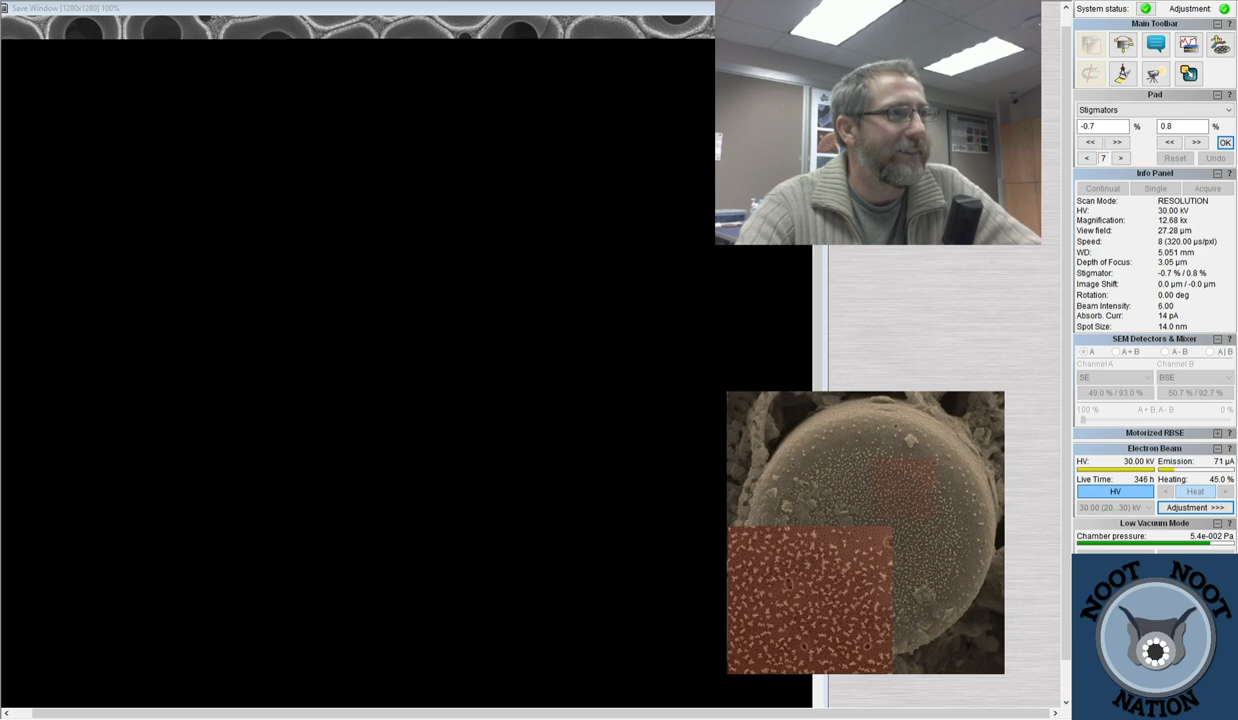 Save Window [1280x1280] 100%
System status:
Adjustment:
Main Toolbar
?
Pad
?
Stigmators
-0.7 % 0.8 %
<< >> << >> OK
< 7 > Reset Undo
Info Panel
?
Continual Single Acquire
Scan Mode: RESOLUTION
HV: 30.00 kV
Magnification: 12.68 kx
View field: 27.28 µm
Speed: 8 (320.00 µs/pxl)
WD: 5.051 mm
Depth of Focus: 3.05 µm
Stigmator: -0.7 % / 0.8 %
Image Shift: 0.0 µm / -0.0 µm
Rotation: 0.00 deg
Beam Intensity: 6.00
Absorb. Curr: 14 pA
Spot Size: 14.0 nm
SEM Detectors & Mixer
?
A A + B A - B A | B
Channel A Channel B
SE BSE
49.0 % / 93.0 % 50.7 % / 92.7 %
100 % A + B, A - B 0 %
Motorized RBSE
?
Electron Beam
?
HV: 30.00 kV Emission: 71 µA
Live Time: 346 h Heating: 45.0 %
HV < Heat >
30.00 (20...30) kV Adjustment >>>
Low Vacuum Mode
?
Chamber pressure: 5.4e-002 Pa
NOOT NOOT
NATION